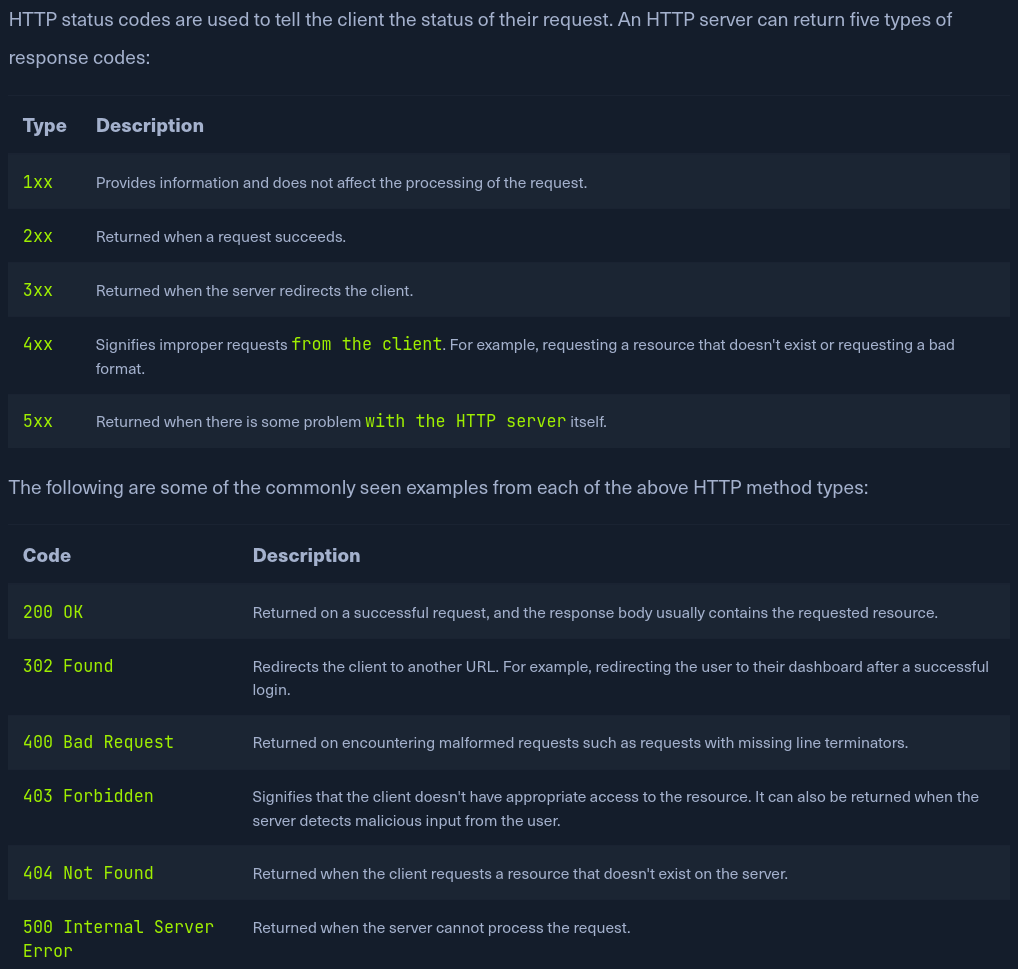 HTTP status codes are used to tell the client the status of their request. An HTTP server can return five types of
response codes:
Type Description
1xx Provides information and does not affect the processing of the request.
2xx Returned when a request succeeds.
3xx Returned when the server redirects the client.
4xx Signifies improper requests from the client. For example, requesting a resource that doesn't exist or requesting a bad
format.
5xx Returned when there is some problem with the HTTP server itself.
The following are some of the commonly seen examples from each of the above HTTP method types:
Code Description
200 OK Returned on a successful request, and the response body usually contains the requested resource.
302 Found Redirects the client to another URL. For example, redirecting the user to their dashboard after a successful
login.
400 Bad Request Returned on encountering malformed requests such as requests with missing line terminators.
403 Forbidden Signifies that the client doesn't have appropriate access to the resource. It can also be returned when the
server detects malicious input from the user.
404 Not Found Returned when the client requests a resource that doesn't exist on the server.
500 Internal Server Returned when the server cannot process the request.
Error